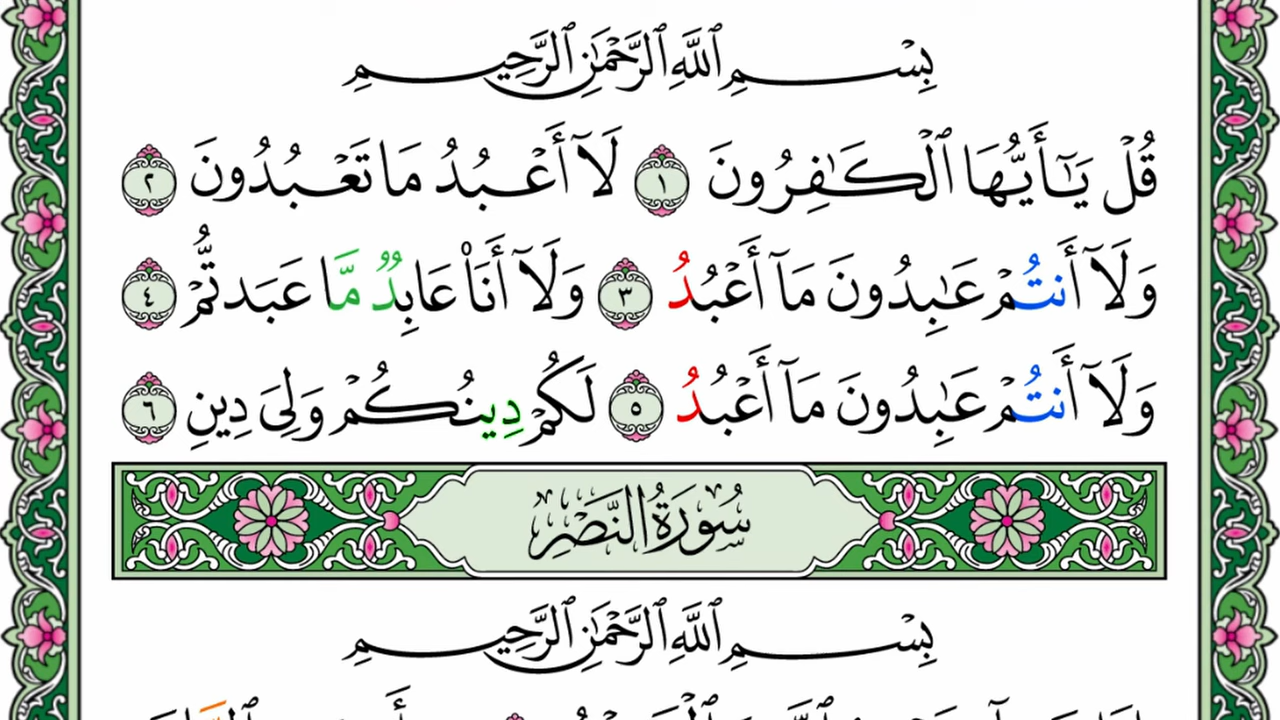 بِسْمِ ٱللَّهِ ٱلرَّحْمَٰنِ ٱلرَّحِيمِ
قُلْ يَٰٓأَيُّهَا ٱلْكَٰفِرُونَ ١ لَآ أَعْبُدُ مَا تَعْبُدُونَ ٢
وَلَآ أَنتُمْ عَٰبِدُونَ مَآ أَعْبُدُ ٣ وَلَآ أَنَا۠ عَابِدٌ مَّا عَبَدتُّمْ ٤
وَلَآ أَنتُمْ عَٰبِدُونَ مَآ أَعْبُدُ ٥ لَكُمْ دِينُكُمْ وَلِىَ دِينِ ٦
سُورَةُ النَّصْرِ
بِسْمِ ٱللَّهِ ٱلرَّحْمَٰنِ ٱلرَّحِيمِ